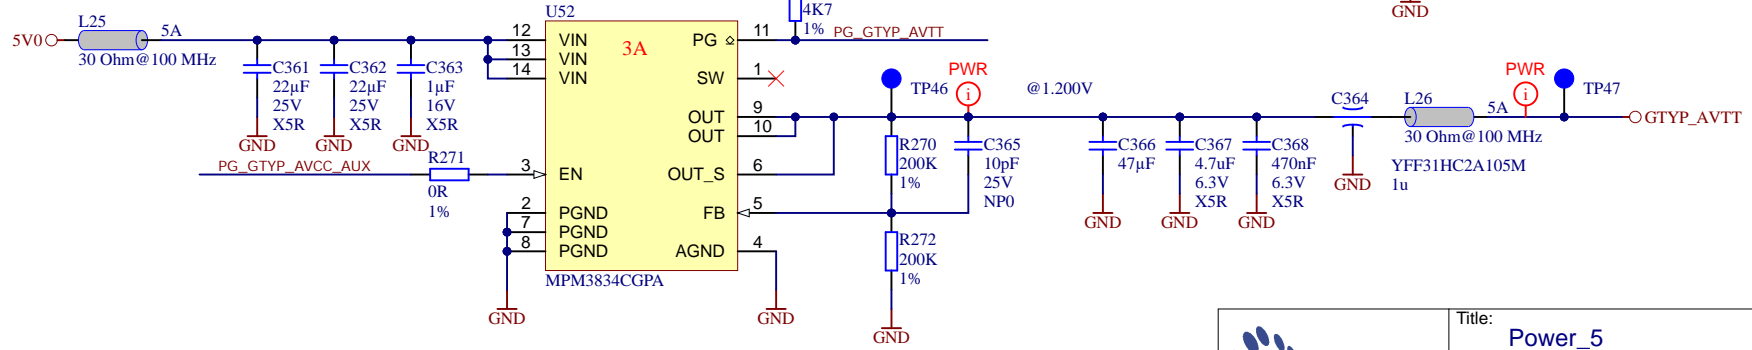 U52
4K7
1%
GND
L25
5A
5V0
30 Ohm@100 MHz
C361
22µF
25V
X5R
GND
C362
22µF
25V
X5R
GND
C363
1µF
16V
X5R
GND
PG_GTYP_AVCC_AUX
R271
0R
1%
12
13
14
3
2
7
8
VIN
VIN
VIN
EN
PGND
PGND
PGND
3A
PG
SW
OUT
OUT
OUT_S
FB
AGND
11
1
9
10
6
5
4
MPM3834CGPA
GND
GND
PG_GTYP_AVTT
TP46
PWR
i
@1.200V
R270
200K
1%
C365
10pF
25V
NP0
R272
200K
1%
GND
C366
47µF
GND
C367
4.7uF
6.3V
X5R
GND
C368
470nF
6.3V
X5R
GND
C364
GND
YFF31HC2A105M
1u
L26
5A
30 Ohm@100 MHz
PWR
i
TP47
GTYP_AVTT
Title:
Power_5